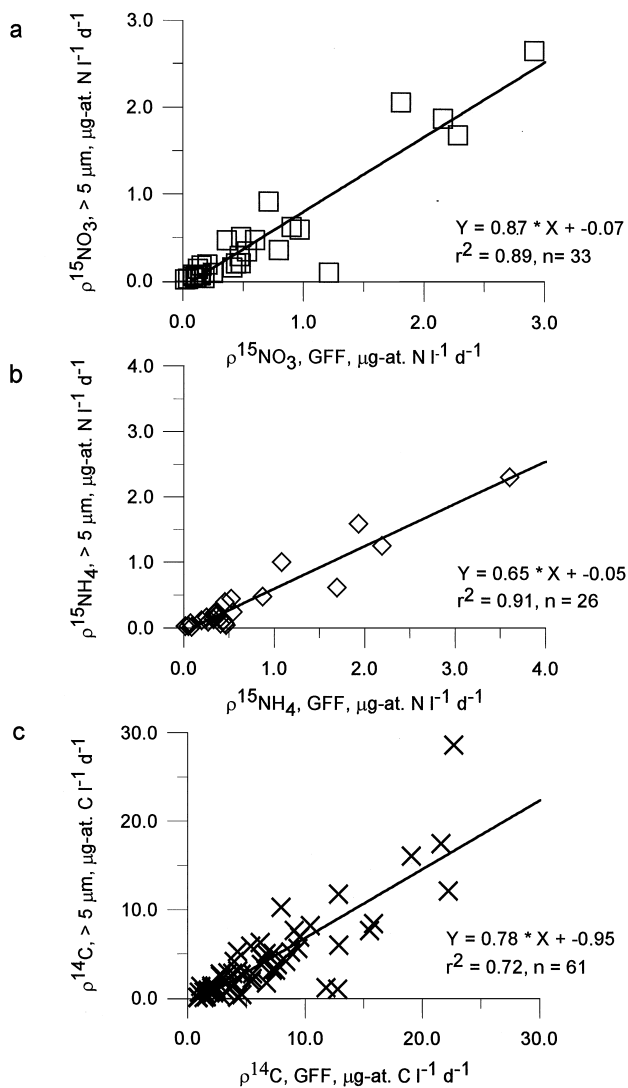 a
3.0
2.0
1.0
0.0
ρ15NO3, > 5 μm, μg-at. N l-1 d-1
Y = 0.87 * X + -0.07
r2 = 0.89, n= 33
0.0 1.0 2.0 3.0
ρ15NO3, GFF, μg-at. N l-1 d-1
b
4.0
3.0
2.0
1.0
0.0
ρ15NH4, > 5 μm, μg-at. N l-1 d-1
Y = 0.65 * X + -0.05
r2 = 0.91, n = 26
0.0 1.0 2.0 3.0 4.0
ρ15NH4, GFF, μg-at. N l-1 d-1
c
30.0
20.0
10.0
0.0
ρ14C, > 5 μm, μg-at. C l-1 d-1
Y = 0.78 * X + -0.95
r2 = 0.72, n = 61
0.0 10.0 20.0 30.0
ρ14C, GFF, μg-at. C l-1 d-1